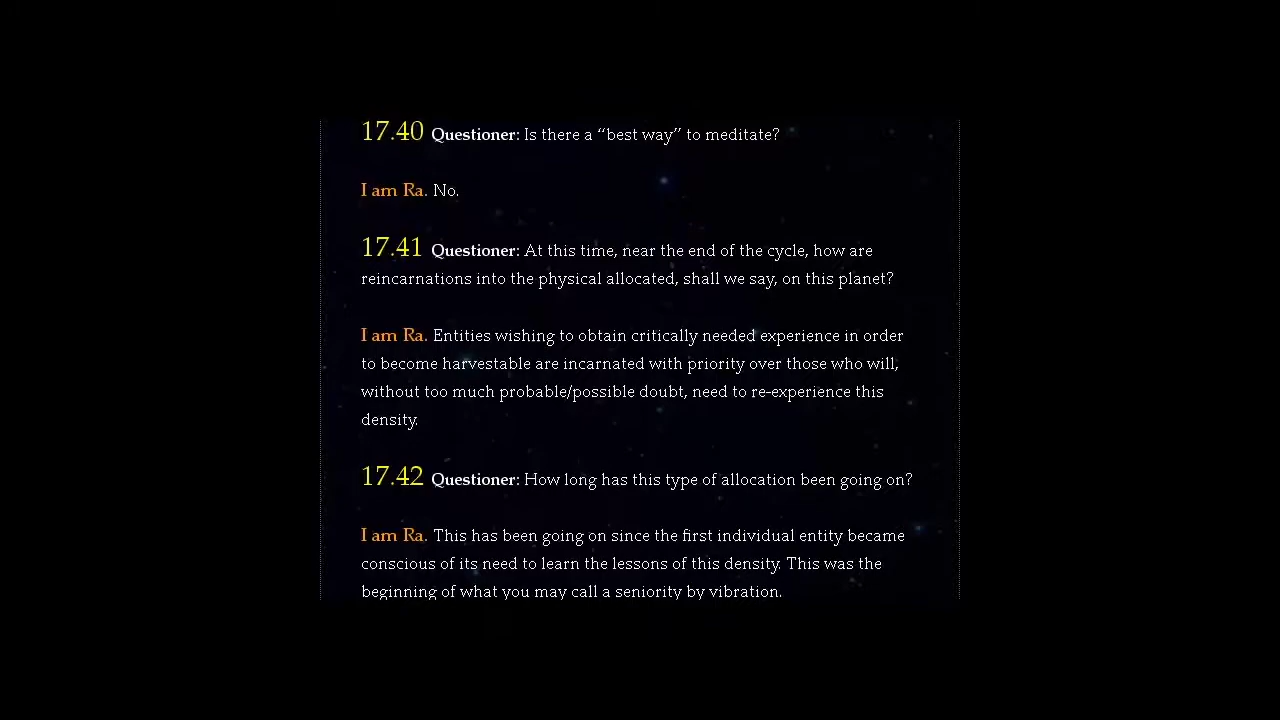 17.40 Questioner: Is there a “best way” to meditate?
I am Ra. No.
17.41 Questioner: At this time, near the end of the cycle, how are
reincarnations into the physical allocated, shall we say, on this planet?
I am Ra. Entities wishing to obtain critically needed experience in order
to become harvestable are incarnated with priority over those who will,
without too much probable/possible doubt, need to re-experience this
density.
17.42 Questioner: How long has this type of allocation been going on?
I am Ra. This has been going on since the first individual entity became
conscious of its need to learn the lessons of this density. This was the
beginning of what you may call a seniority by vibration.